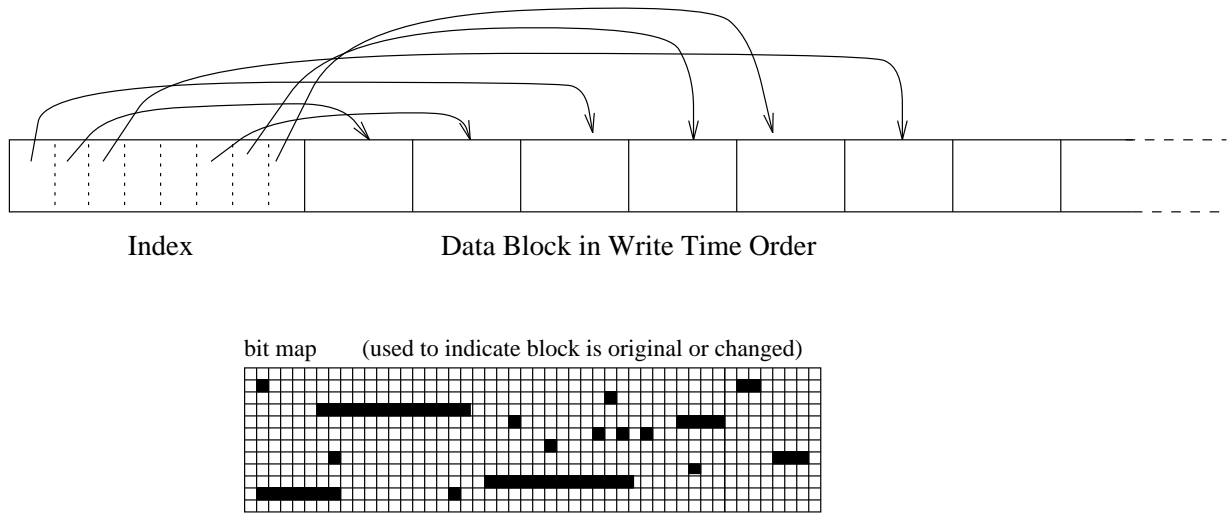 Index
Data Block in Write Time Order
bit map (used to indicate block is original or changed)